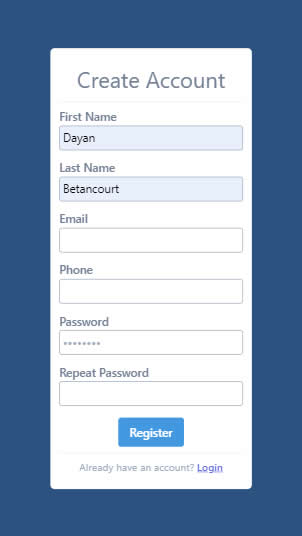 Create Account
First Name
Dayan
Last Name
Betancourt
Email
Phone
Password
••••••••
Repeat Password
Register
Already have an account? Login